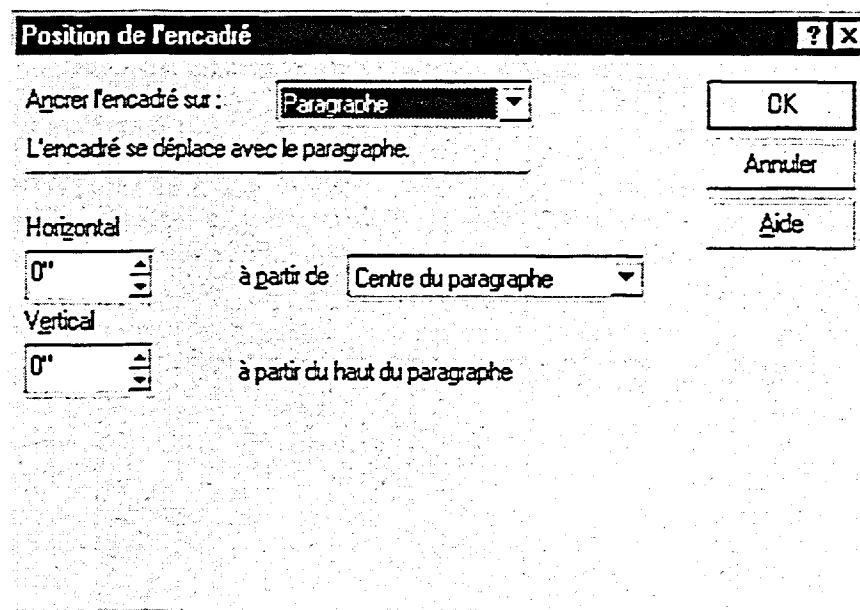 Position de l'encadré
Ancrer l'encadré sur : Paragraphe
OK
L'encadré se déplace avec le paragraphe.
Annuler
Aide
Horizontal
0" à partir de Centre du paragraphe
Vertical
0" à partir du haut du paragraphe